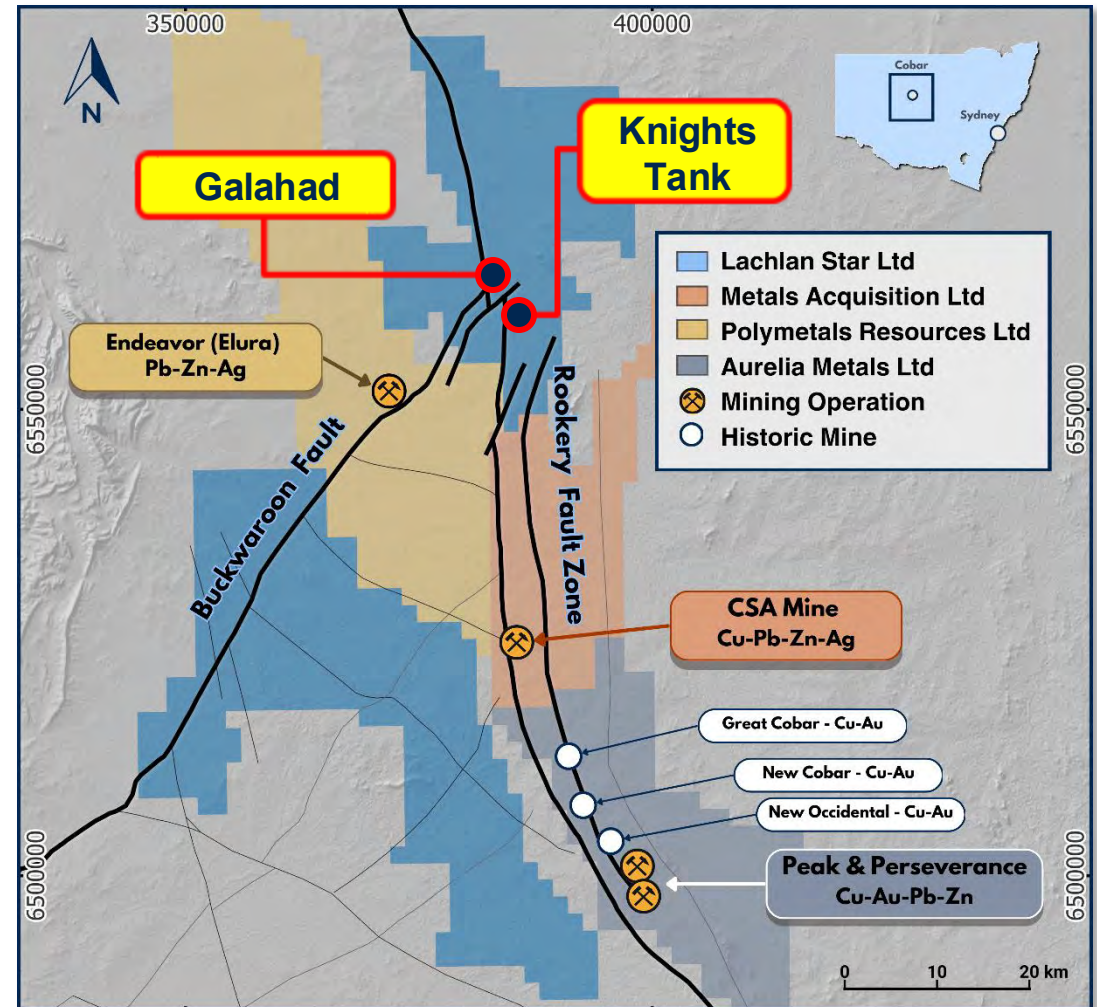 350000
400000
N
Cobar
Sydney
Galahad
Knights
Tank
Lachlan Star Ltd
Metals Acquisition Ltd
Polymetals Resources Ltd
Aurelia Metals Ltd
Mining Operation
Historic Mine
Endeavor (Elura)
Pb-Zn-Ag
6550000
6550000
Rookery Fault Zone
Buckwaroon Fault
CSA Mine
Cu-Pb-Zn-Ag
Great Cobar - Cu-Au
New Cobar - Cu-Au
New Occidental - Cu-Au
Peak & Perseverance
Cu-Au-Pb-Zn
6500000
6500000
0 10 20 km